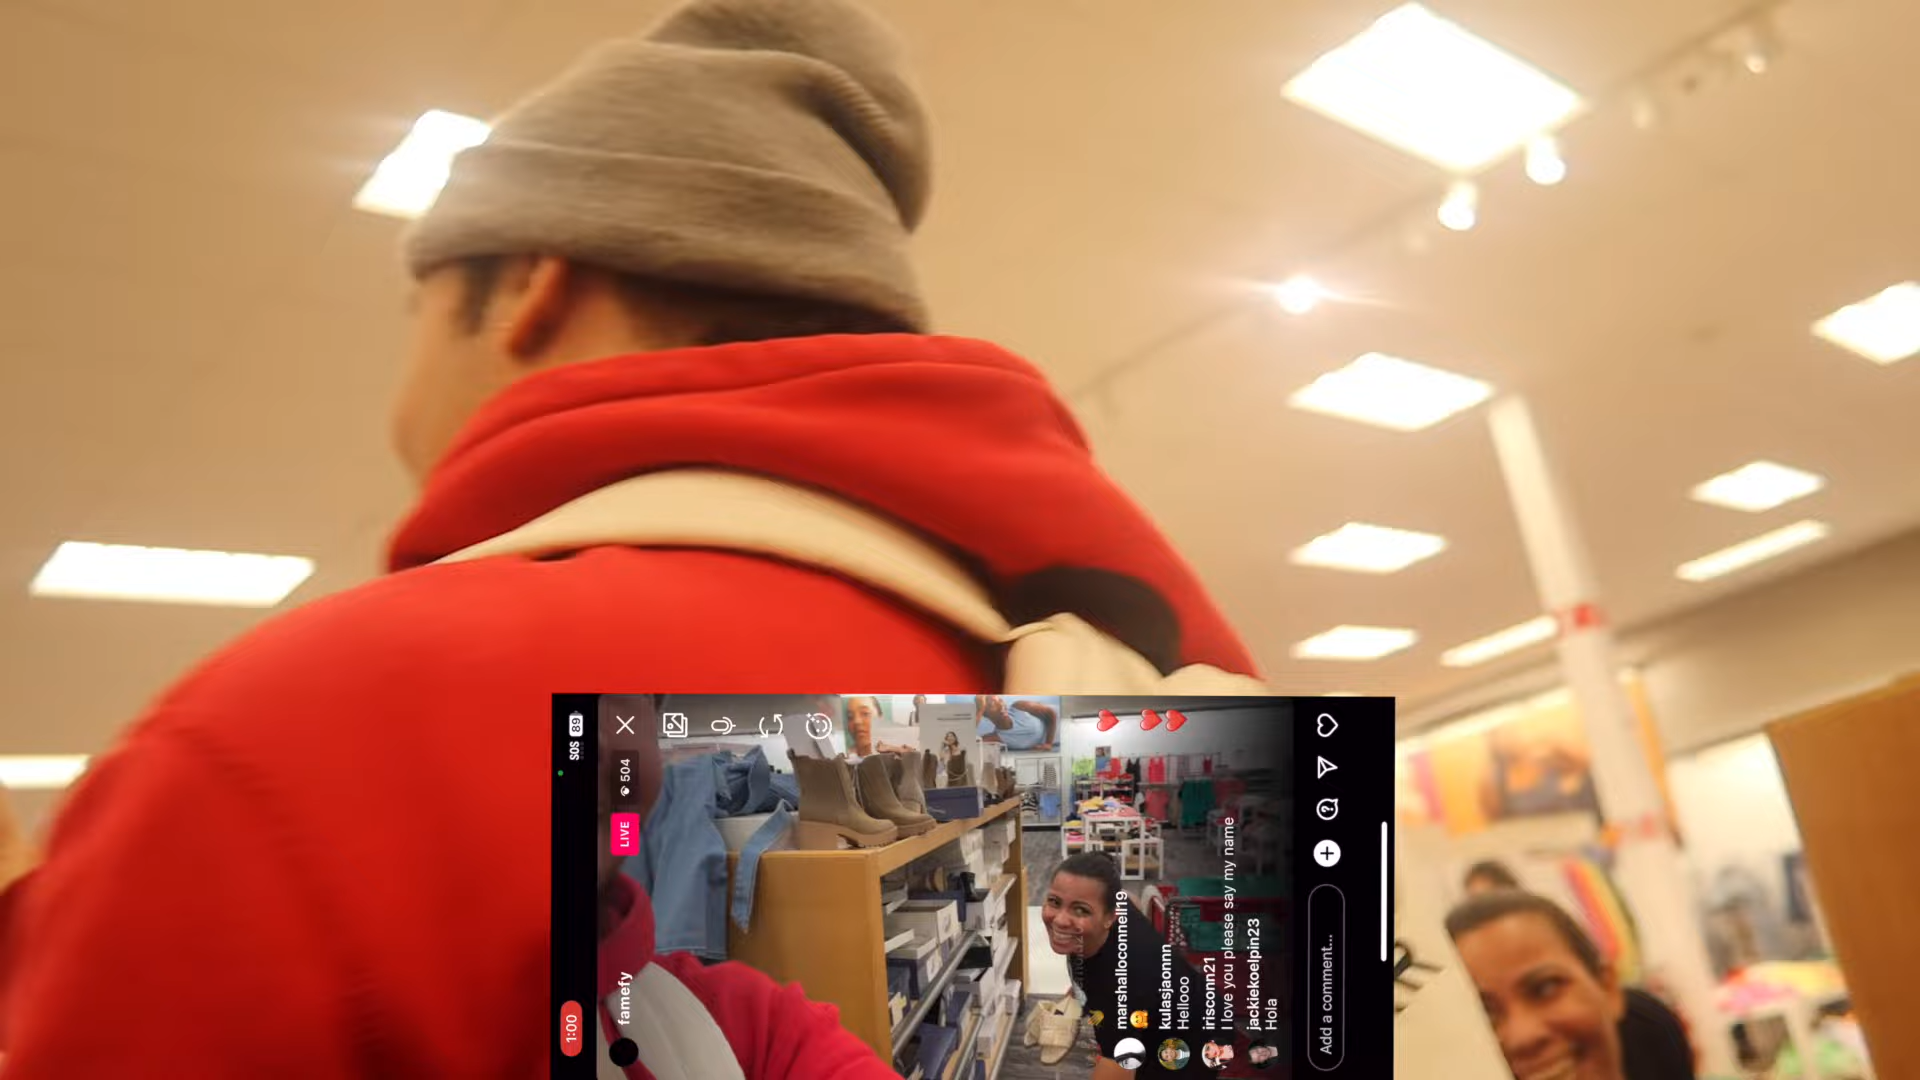 1:00
SOS 89
famefy
LIVE
504
marshalloconnell19
kulasjaonnn
Hellooo
irisconn21
I love you please say my name
jackiekoelpin23
Hola
Add a comment...